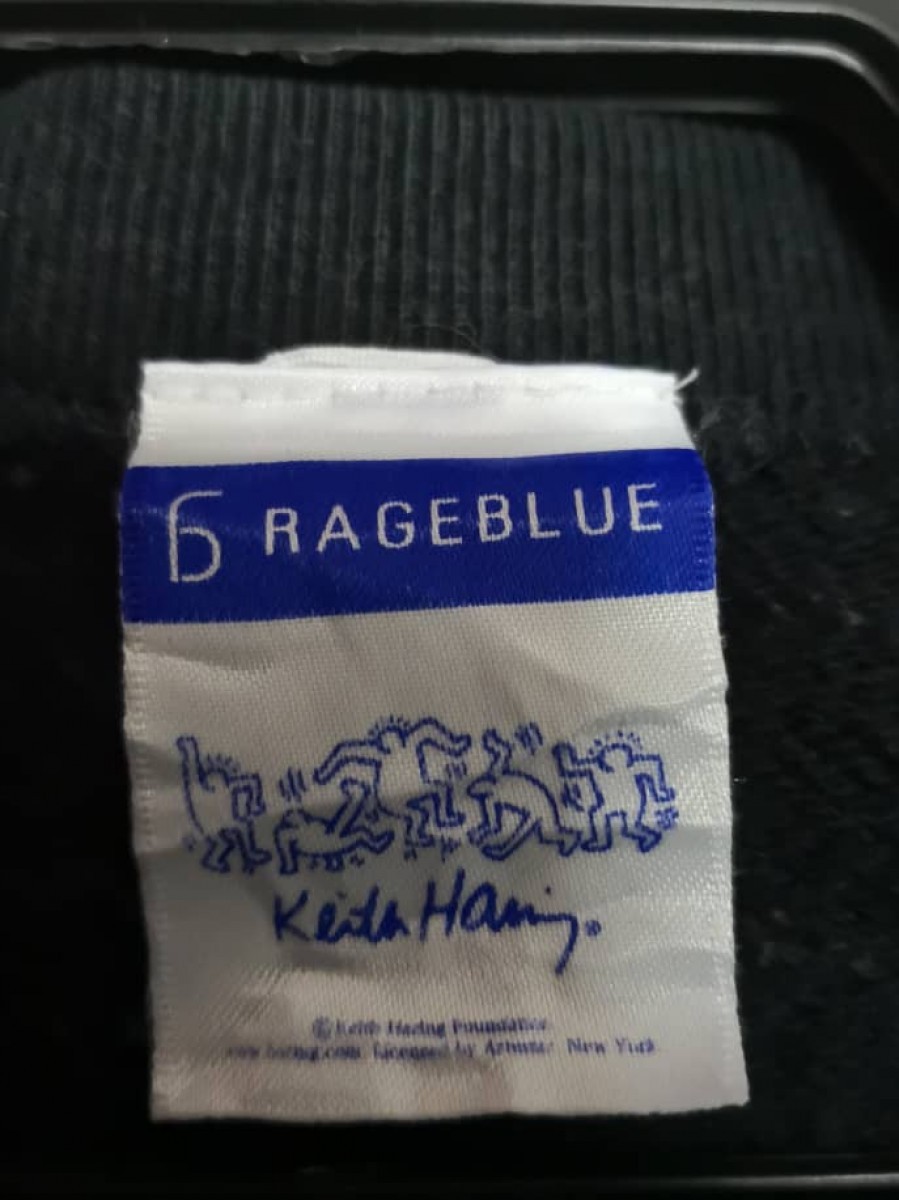 RAGEBLUE
Keith Haring ®
© Keith Haring Foundation
www.haring.com Licensed by Artestar New York